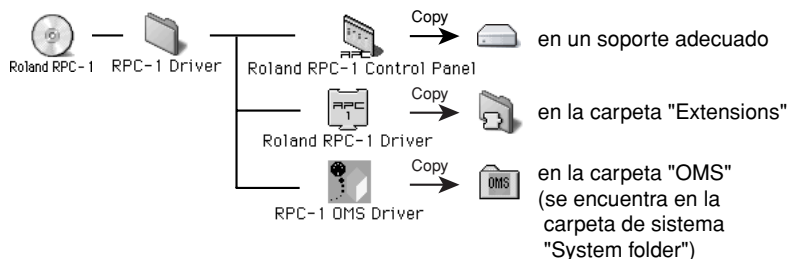 Copy
en un soporte adecuado
Roland RPC-1
RPC-1 Driver
RPC
Roland RPC-1 Control Panel
Copy
RPC
1
en la carpeta "Extensions"
Roland RPC-1 Driver
Copy
OMS
en la carpeta "OMS"
(se encuentra en la
carpeta de sistema
"System folder")
RPC-1 OMS Driver